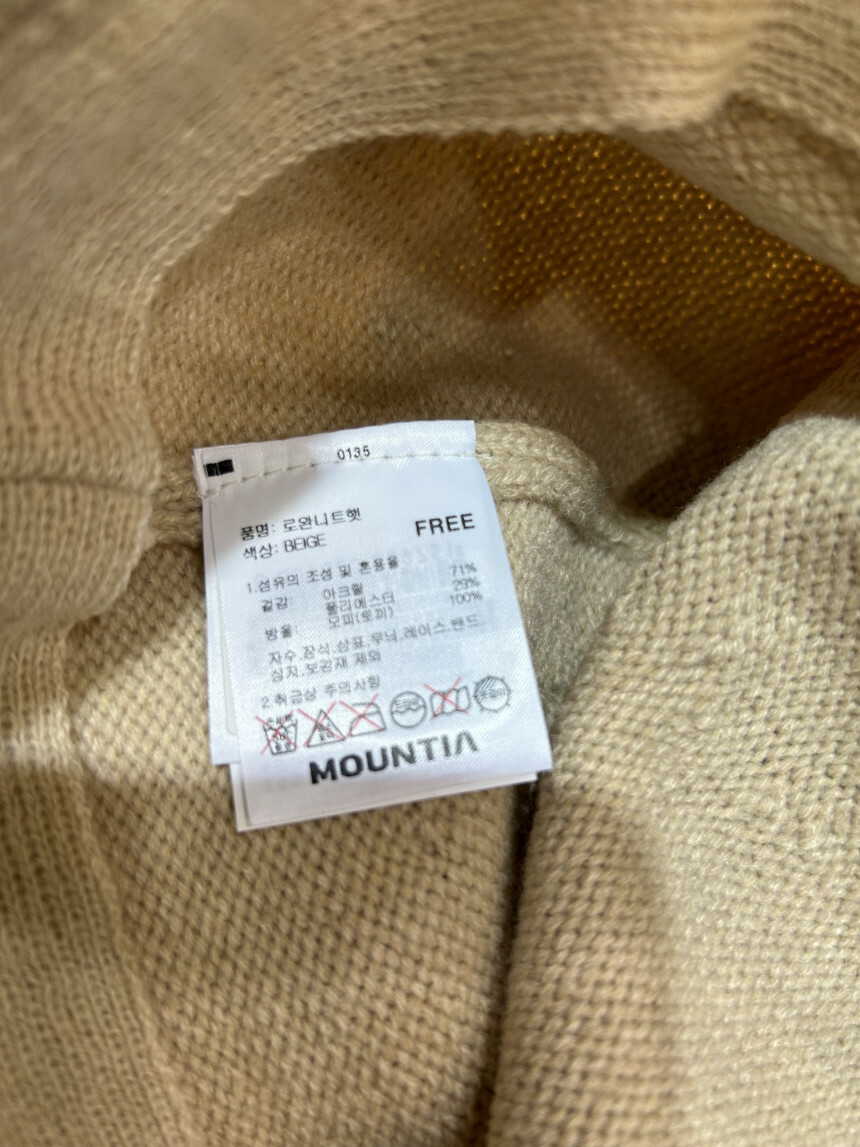 0135
품명: 로완니트햇 FREE
색상: BEIGE
1.섬유의 조성 및 혼용율
겉감: 아크릴 71%
폴리에스터 29%
방울: 모피(토끼) 100%
자수.장식.상표.무늬.레이스.밴드.
심지.보강재 제외
2.취급상 주의사항
MOUNTIA